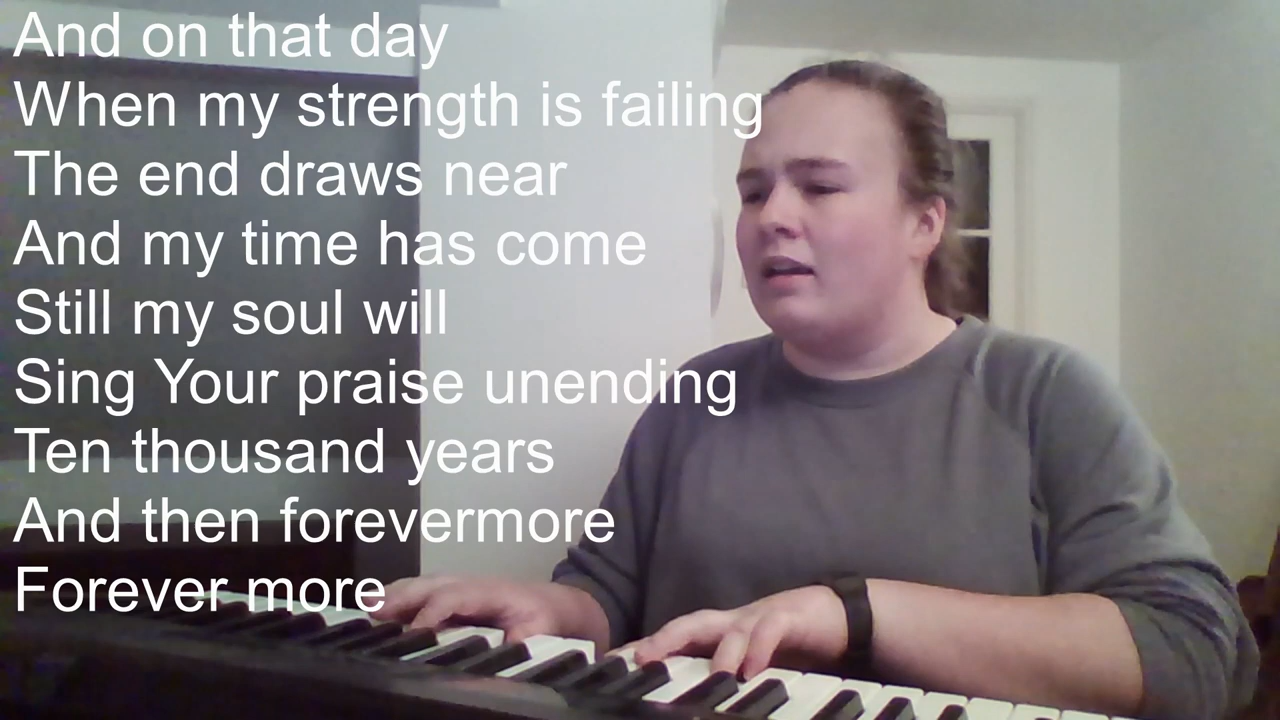 And on that day
When my strength is failing
The end draws near
And my time has come
Still my soul will
Sing Your praise unending
Ten thousand years
And then forevermore
Forever more